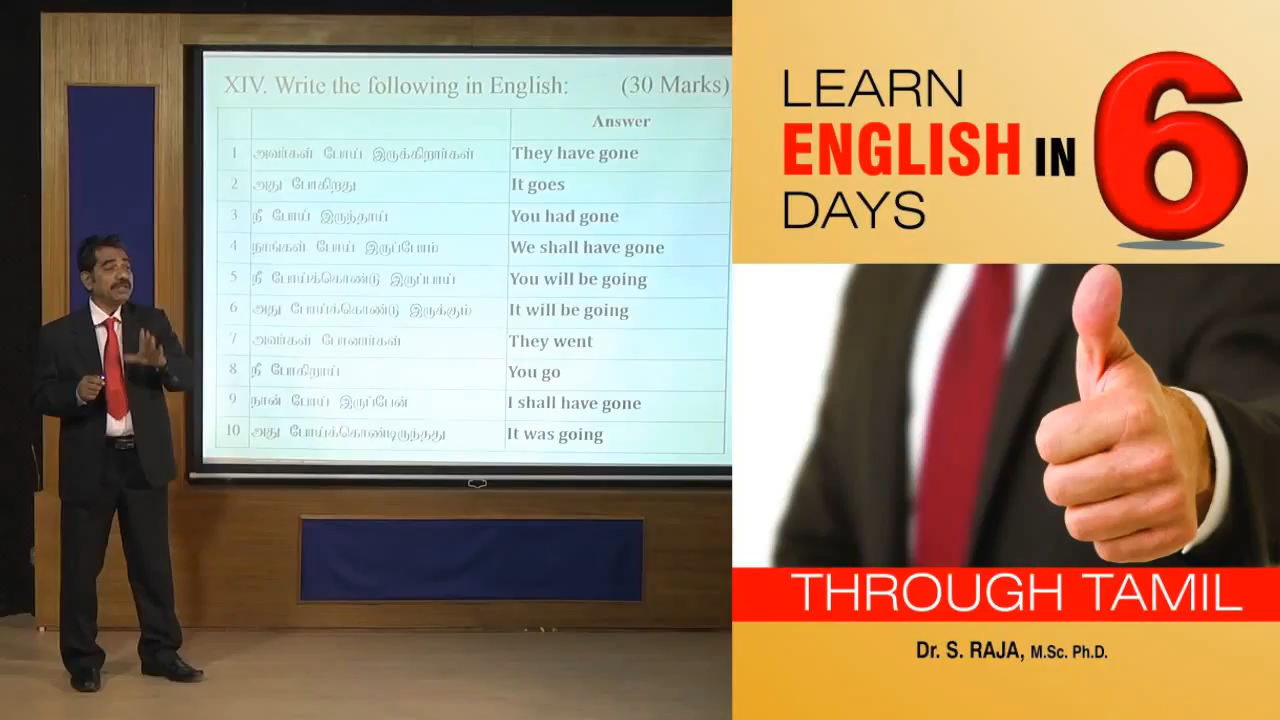 XIV. Write the following in English: (30 Marks)
Answer
1 அவர்கள் போய் இருக்கிறார்கள் They have gone
2 அது போகிறது It goes
3 நீ போய் இருந்தாய் You had gone
4 நாங்கள் போய் இருப்போம் We shall have gone
5 நீ போய்க்கொண்டு இருப்பாய் You will be going
6 அது போய்க்கொண்டு இருக்கும் It will be going
7 அவர்கள் போனார்கள் They went
8 நீ போகிறாய் You go
9 நான் போய் இருப்பேன் I shall have gone
10 அது போய்க்கொண்டிருந்தது It was going
LEARN
ENGLISH IN 6
DAYS
THROUGH TAMIL
Dr. S. RAJA, M.Sc. Ph.D.